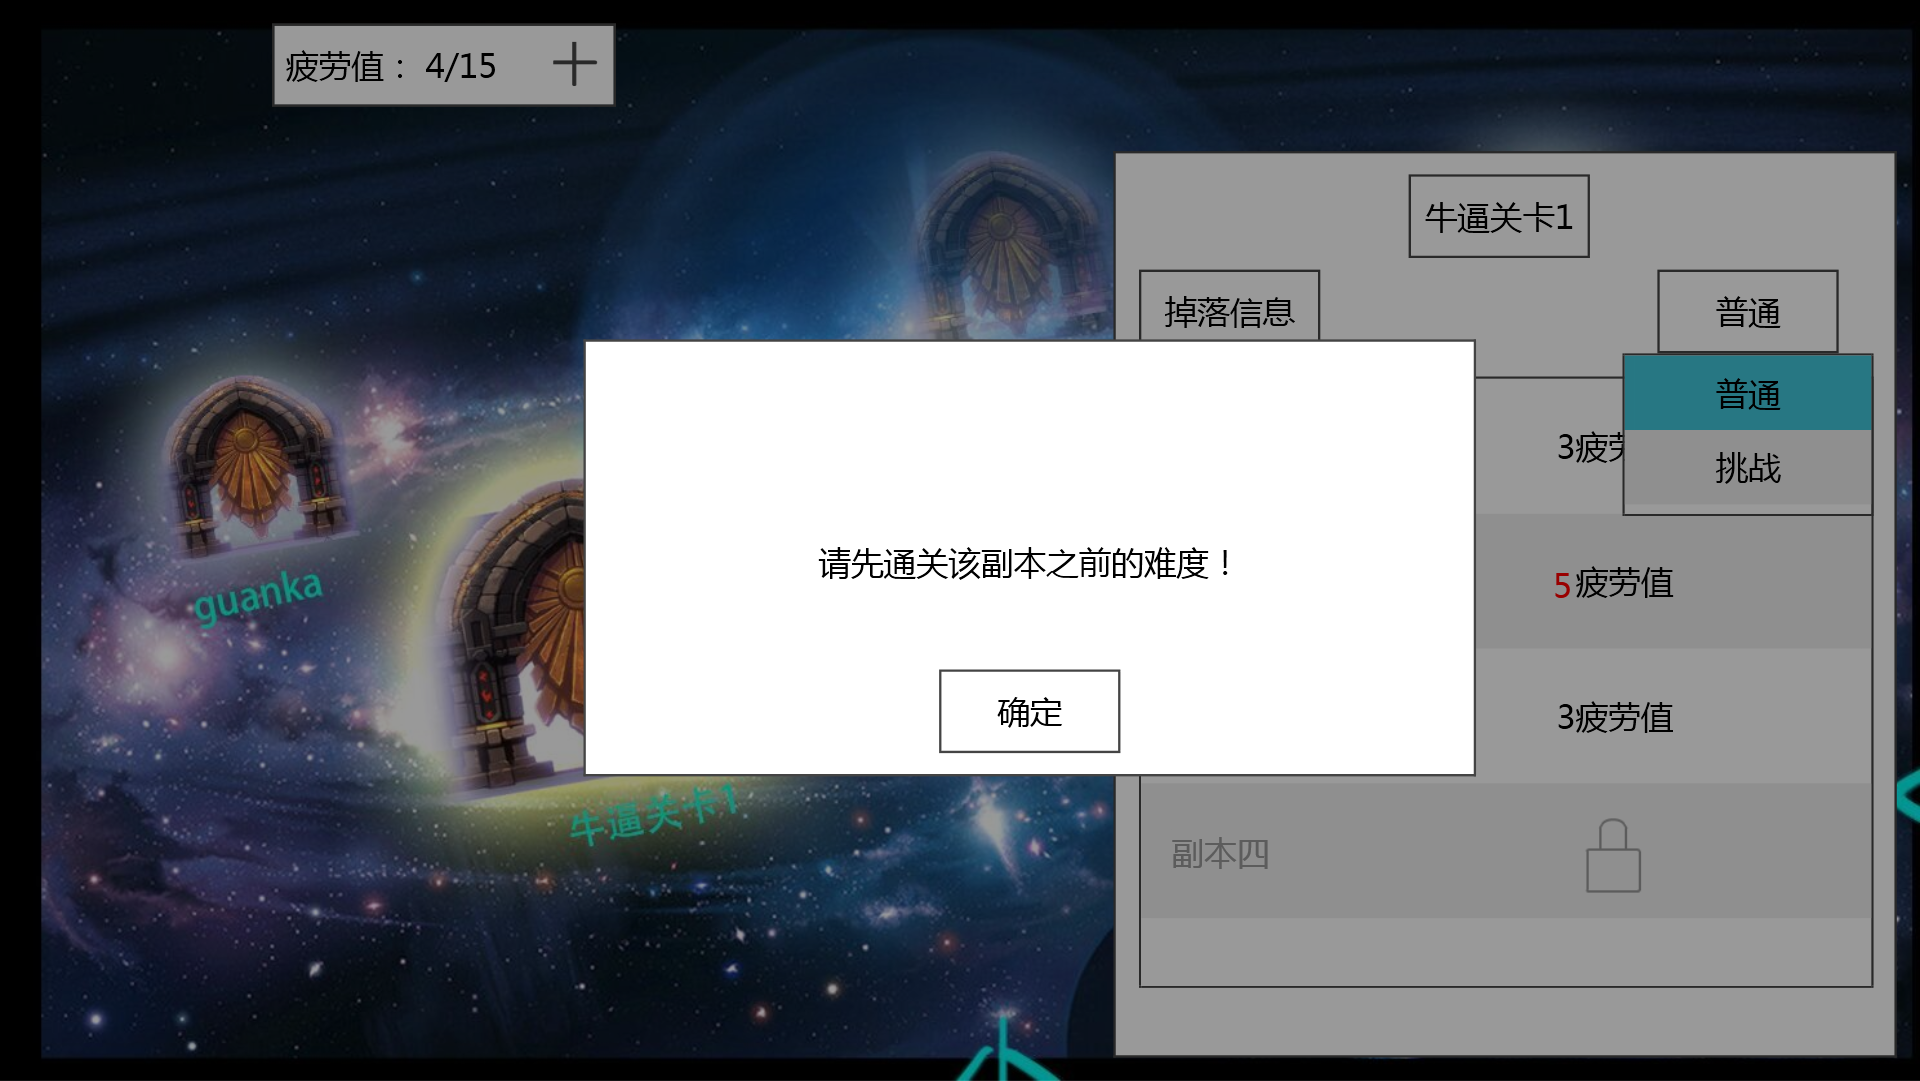 疲劳值： 4/15
牛逼关卡1
掉落信息
普通
普通
挑战
3疲劳
5疲劳值
3疲劳值
副本四
请先通关该副本之前的难度！
确定
guanka
牛逼关卡1